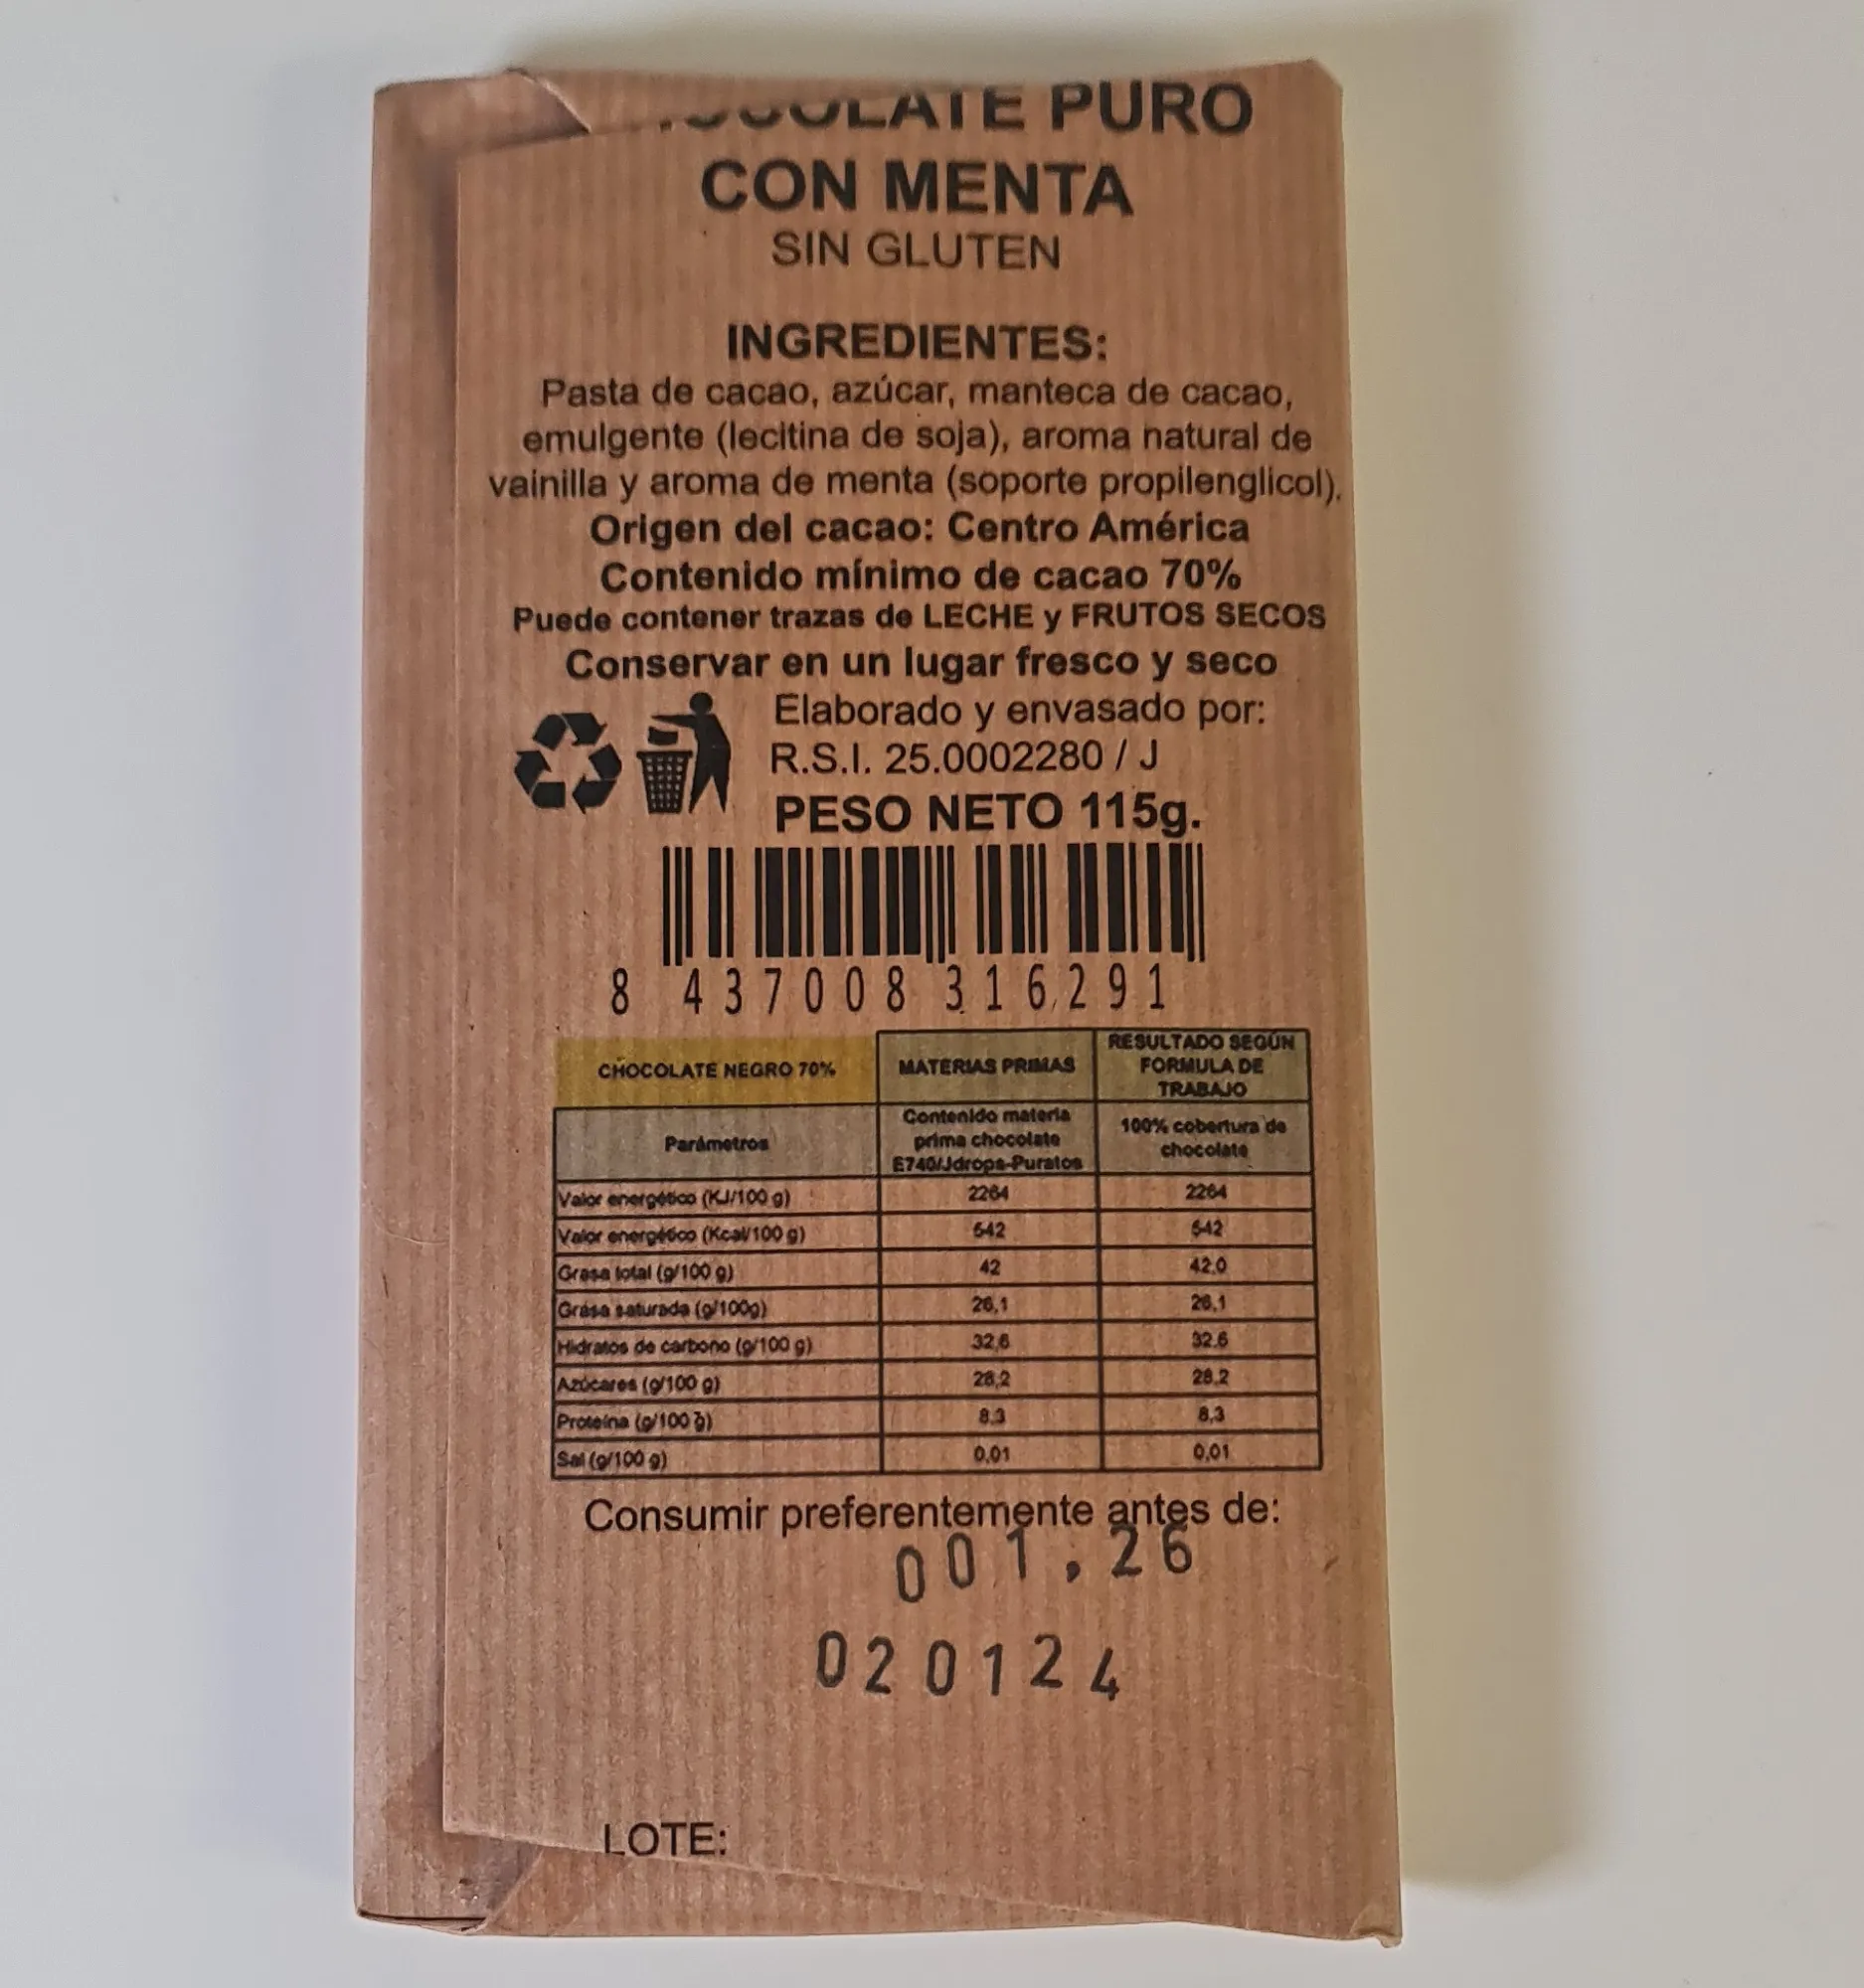 CHOCOLATE PURO
CON MENTA
SIN GLUTEN
INGREDIENTES:
Pasta de cacao, azúcar, manteca de cacao,
emulgente (lecitina de soja), aroma natural de
vainilla y aroma de menta (soporte propilenglicol).
Origen del cacao: Centro América
Contenido mínimo de cacao 70%
Puede contener trazas de LECHE y FRUTOS SECOS
Conservar en un lugar fresco y seco
Elaborado y envasado por:
R.S.I. 25.0002280 / J
PESO NETO 115g.
8 437008 316291
CHOCOLATE NEGRO 70% MATERIAS PRIMAS RESULTADO SEGÚN FORMULA DE TRABAJO
Parámetros Contenido materia prima chocolate E740/Jdrops-Puratos 100% cobertura de chocolate
Valor energético (KJ/100 g) 2264 2264
Valor energético (Kcal/100 g) 542 542
Grasa total (g/100 g) 42 42.0
Grasa saturada (g/100g) 26,1 26,1
Hidratos de carbono (g/100 g) 32,6 32.6
Azúcares (g/100 g) 28,2 28.2
Proteína (g/100 g) 8.3 8,3
Sal (g/100 g) 0,01 0,01
Consumir preferentemente antes de:
001,26
020124
LOTE: